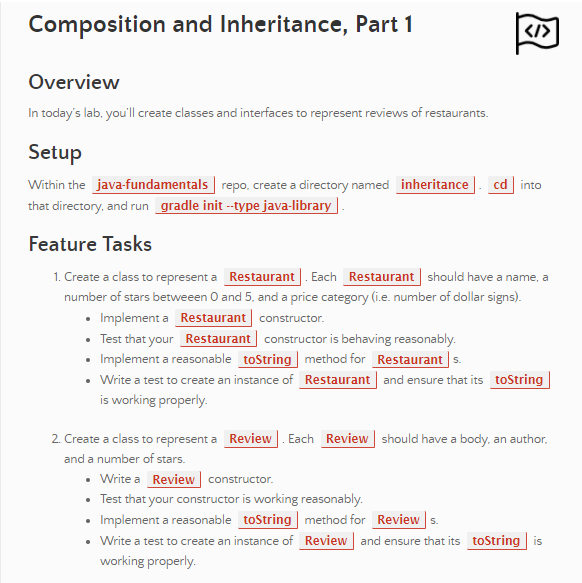 Composition and Inheritance, Part 1
</>
Overview
In today's lab, you'll create classes and interfaces to represent reviews of restaurants.
Setup
Within the java-fundamentals repo, create a directory named inheritance . cd into
that directory, and run gradle init --type java-library .
Feature Tasks
1. Create a class to represent a Restaurant . Each Restaurant should have a name, a
number of stars betweeen 0 and 5, and a price category (i.e. number of dollar signs).
• Implement a Restaurant constructor.
• Test that your Restaurant constructor is behaving reasonably.
• Implement a reasonable toString method for Restaurant s.
• Write a test to create an instance of Restaurant and ensure that its toString
is working properly.
2. Create a class to represent a Review . Each Review should have a body, an author,
and a number of stars.
• Write a Review constructor.
• Test that your constructor is working reasonably.
• Implement a reasonable toString method for Review s.
• Write a test to create an instance of Review and ensure that its toString is
working properly.